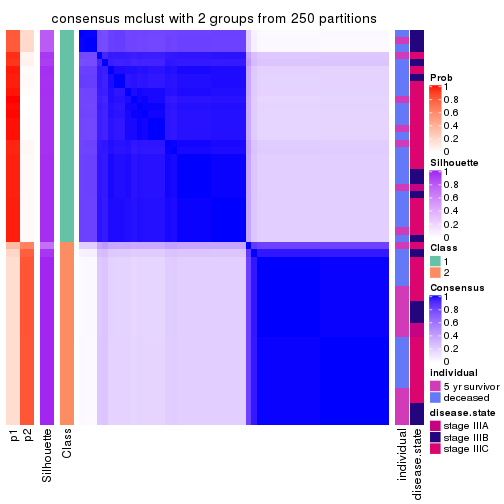 consensus mclust with 2 groups from 250 partitions
Prob
1
0.8
0.6
0.4
0.2
0
Silhouette
1
0.8
0.6
0.4
0.2
0
Class
1
2
Consensus
1
0.8
0.6
0.4
0.2
0
individual
5 yr survivor
deceased
disease.state
stage IIIA
stage IIIB
stage IIIC
p1
p2
Silhouette
Class
individual
disease.state